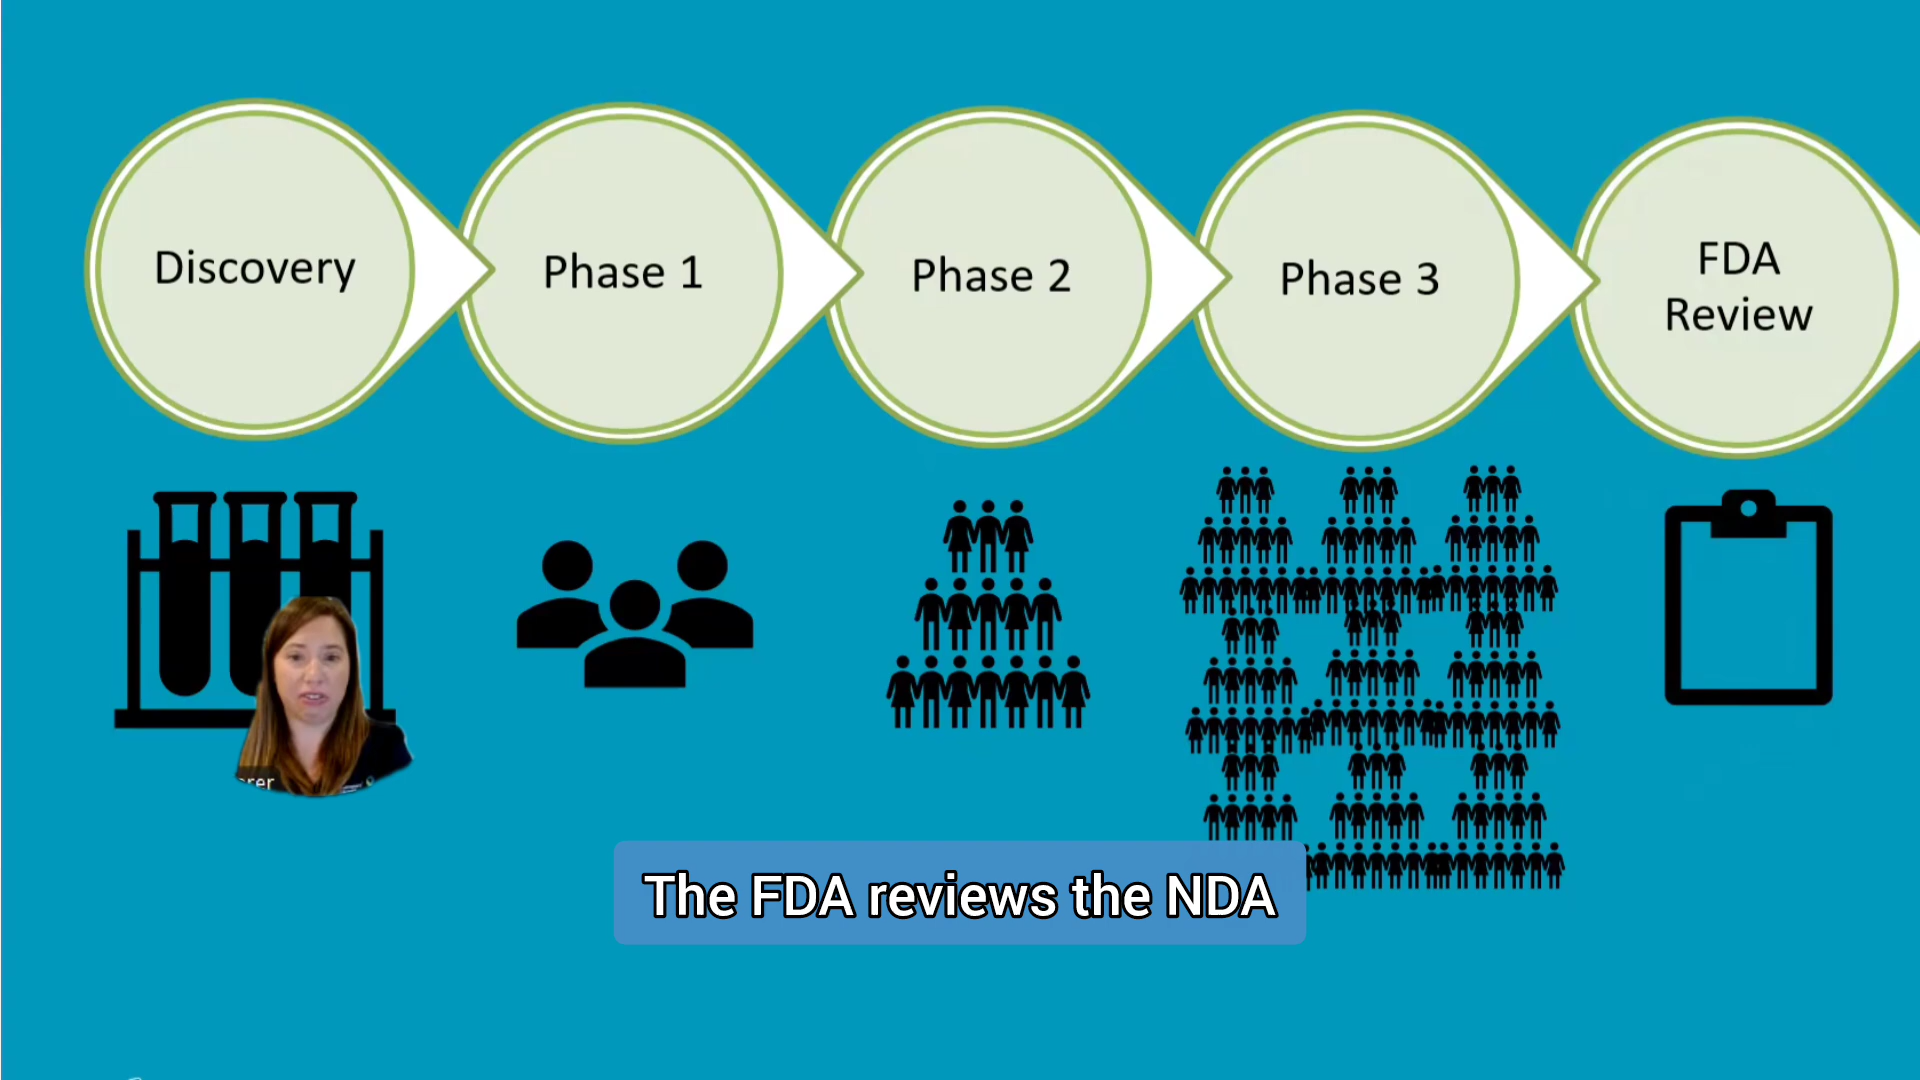 Discovery
Phase 1
Phase 2
Phase 3
FDA
Review
The FDA reviews the NDA